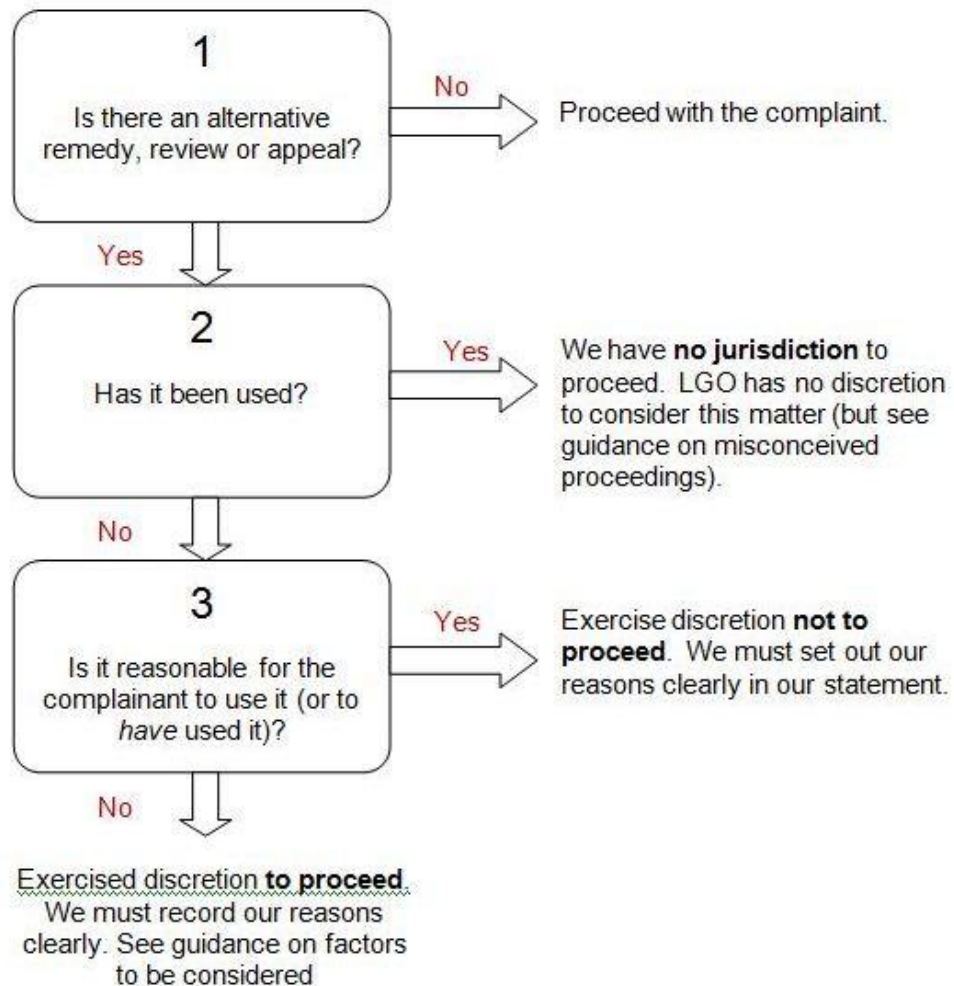 1
Is there an alternative
remedy, review or appeal?
No
Proceed with the complaint.
Yes
2
Has it been used?
Yes
We have no jurisdiction to
proceed. LGO has no discretion
to consider this matter (but see
guidance on misconceived
proceedings).
No
3
Is it reasonable for the
complainant to use it (or to
have used it)?
Yes
Exercise discretion not to
proceed. We must set out our
reasons clearly in our statement.
No
Exercised discretion to proceed.
We must record our reasons
clearly. See guidance on factors
to be considered